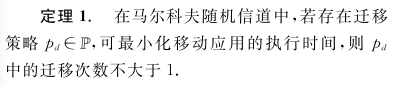 定理 1. 在马尔科夫随机信道中,若存在迁移
策略 pd∈ℙ,可最小化移动应用的执行时间,则 pd
中的迁移次数不大于 1.